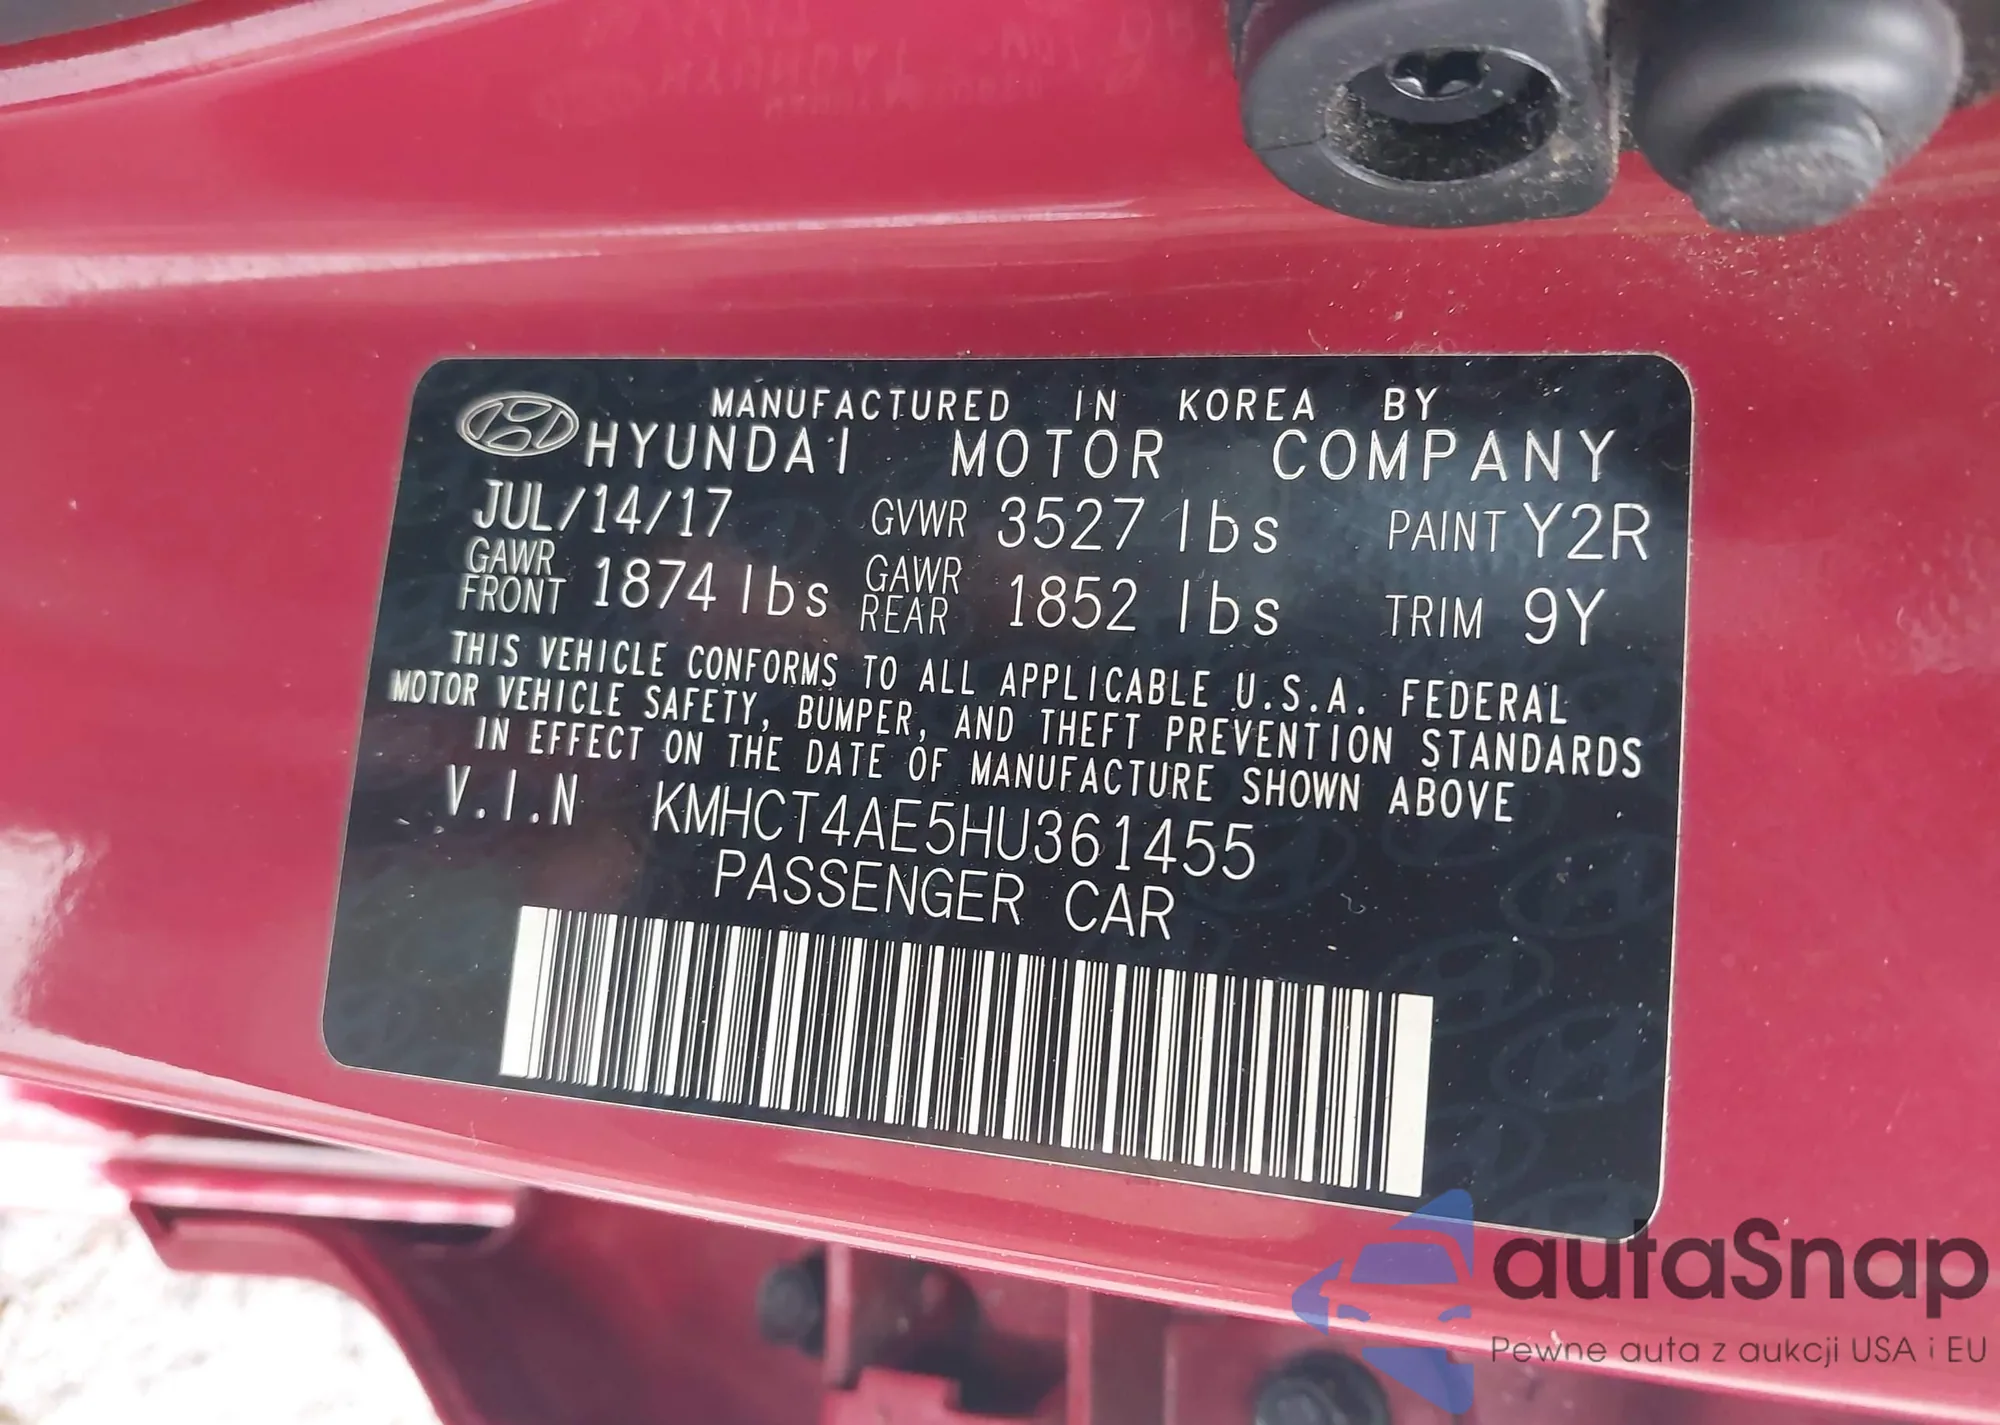 MANUFACTURED IN KOREA BY
HYUNDAI MOTOR COMPANY
JUL/14/17 GVWR 3527 lbs PAINT Y2R
GAWR FRONT 1874 lbs GAWR REAR 1852 lbs TRIM 9Y
THIS VEHICLE CONFORMS TO ALL APPLICABLE U.S.A. FEDERAL
MOTOR VEHICLE SAFETY, BUMPER, AND THEFT PREVENTION STANDARDS
IN EFFECT ON THE DATE OF MANUFACTURE SHOWN ABOVE
V.I.N KMHCT4AE5HU361455
PASSENGER CAR
autaSnap
Pewne auta z aukcji USA i EU